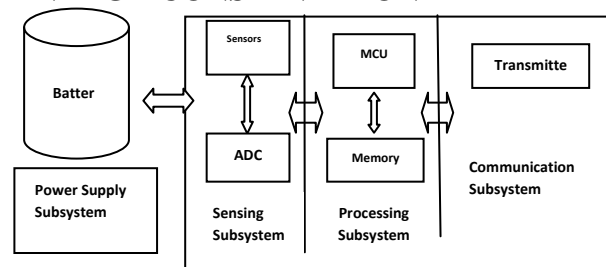 Sensors
MCU
Transmitte
Batter
ADC
Memory
Power Supply
Subsystem
Sensing
Subsystem
Processing
Subsystem
Communication
Subsystem